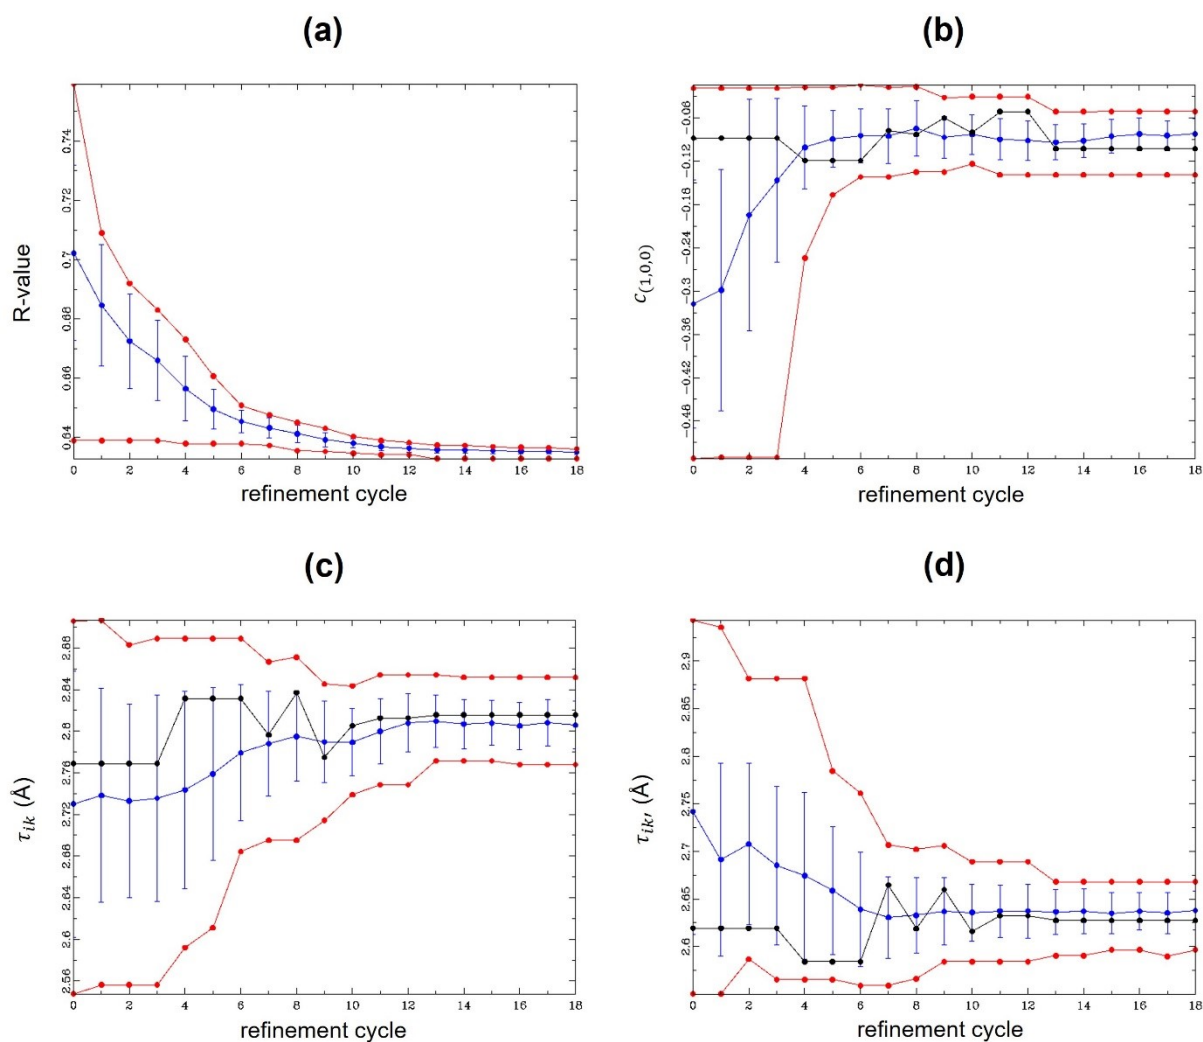 (a)
R-value
0.74
0.72
0.7
0.68
0.66
0.64
0 2 4 6 8 10 12 14 16 18
refinement cycle
(b)
c(1,0,0)
−0.08
−0.12
−0.16
−0.24
−0.3
−0.36
−0.42
−0.46
0 2 4 6 8 10 12 14 16 18
refinement cycle
(c)
τik (Å)
2.88
2.84
2.8
2.76
2.72
2.68
2.64
2.6
2.56
0 2 4 6 8 10 12 14 16 18
refinement cycle
(d)
τik′ (Å)
2.9
2.85
2.8
2.75
2.7
2.65
2.6
0 2 4 6 8 10 12 14 16 18
refinement cycle